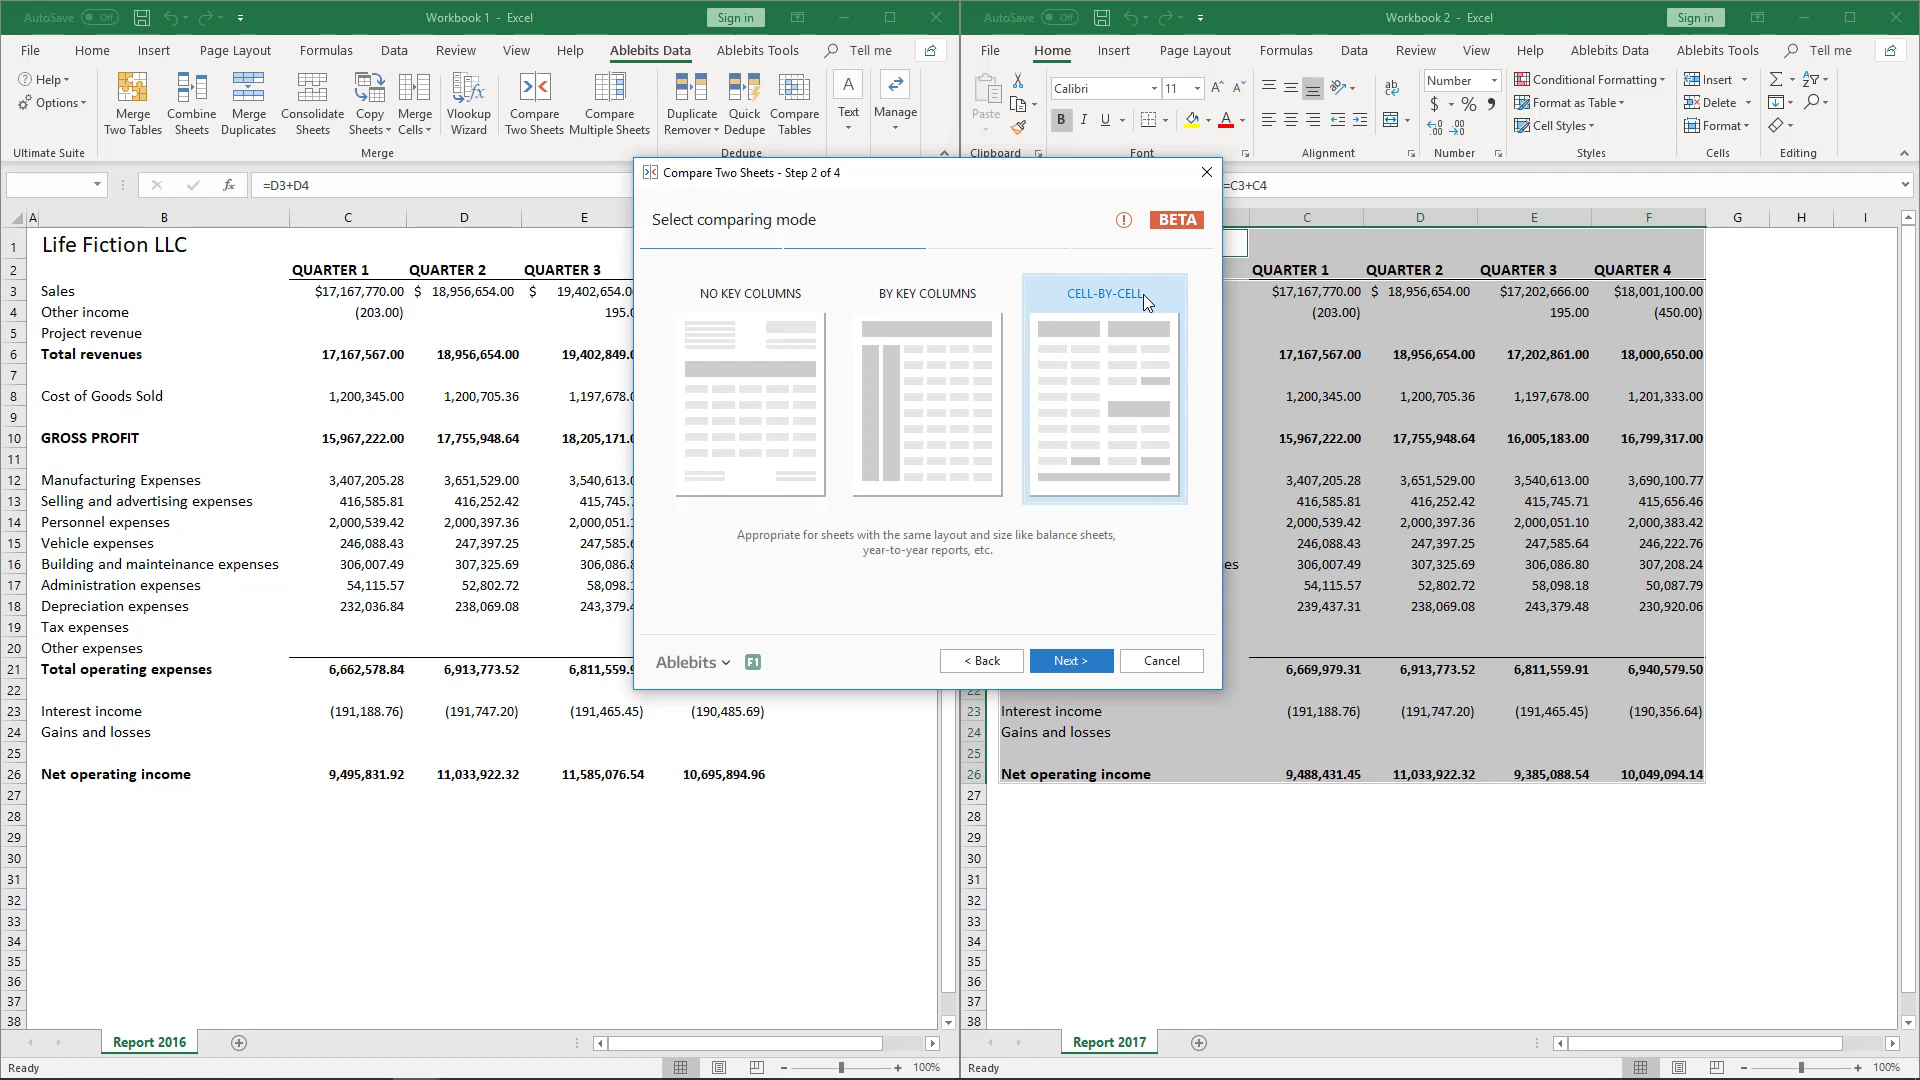 AutoSave Off Workbook 1 - Excel Sign in
File Home Insert Page Layout Formulas Data Review View Help Ablebits Data Ablebits Tools Tell me
Help
Options
Ultimate Suite
Merge Two Tables
Combine Sheets
Merge Duplicates
Consolidate Sheets
Copy Sheets
Merge Cells
Vlookup Wizard
Compare Two Sheets
Compare Multiple Sheets
Merge
Duplicate Remover
Quick Dedupe
Compare Tables
Dedupe
Text
Manage
fx =D3+D4
A B C D E
1 Life Fiction LLC
2 QUARTER 1 QUARTER 2 QUARTER 3
3 Sales $17,167,770.00 $ 18,956,654.00 $ 19,402,654.0
4 Other income (203.00) 195.0
5 Project revenue
6 Total revenues 17,167,567.00 18,956,654.00 19,402,849.0
7
8 Cost of Goods Sold 1,200,345.00 1,200,705.36 1,197,678.0
9
10 GROSS PROFIT 15,967,222.00 17,755,948.64 18,205,171.0
11
12 Manufacturing Expenses 3,407,205.28 3,651,529.00 3,540,613.0
13 Selling and advertising expenses 416,585.81 416,252.42 415,745.7
14 Personnel expenses 2,000,539.42 2,000,397.36 2,000,051.1
15 Vehicle expenses 246,088.43 247,397.25 247,585.6
16 Building and mainteinance expenses 306,007.49 307,325.69 306,086.8
17 Administration expenses 54,115.57 52,802.72 58,098.1
18 Depreciation expenses 232,036.84 238,069.08 243,379.4
19 Tax expenses
20 Other expenses
21 Total operating expenses 6,662,578.84 6,913,773.52 6,811,559.9
22
23 Interest income (191,188.76) (191,747.20) (191,465.45) (190,485.69)
24 Gains and losses
25
26 Net operating income 9,495,831.92 11,033,922.32 11,585,076.54 10,695,894.96
27
28
29
30
31
32
33
34
35
36
37
38
Report 2016
Ready 100%
Compare Two Sheets - Step 2 of 4
Select comparing mode BETA
NO KEY COLUMNS BY KEY COLUMNS CELL-BY-CELL
Appropriate for sheets with the same layout and size like balance sheets,
year-to-year reports, etc.
Ablebits F1 < Back Next > Cancel
AutoSave Off Workbook 2 - Excel Sign in
File Home Insert Page Layout Formulas Data Review View Help Ablebits Data Ablebits Tools Tell me
Paste
Clipboard
Calibri 11
B I U
Font
ab
Alignment
Number
$ % ,
Number
Conditional Formatting
Format as Table
Cell Styles
Styles
Insert
Delete
Format
Cells
Editing
=C3+C4
C D E F G H I
QUARTER 1 QUARTER 2 QUARTER 3 QUARTER 4
$17,167,770.00 $ 18,956,654.00 $17,202,666.00 $18,001,100.00
(203.00) 195.00 (450.00)
17,167,567.00 18,956,654.00 17,202,861.00 18,000,650.00
1,200,345.00 1,200,705.36 1,197,678.00 1,201,333.00
15,967,222.00 17,755,948.64 16,005,183.00 16,799,317.00
3,407,205.28 3,651,529.00 3,540,613.00 3,690,100.77
416,585.81 416,252.42 415,745.71 415,656.46
2,000,539.42 2,000,397.36 2,000,051.10 2,000,383.42
246,088.43 247,397.25 247,585.64 246,222.76
es 306,007.49 307,325.69 306,086.80 307,208.24
54,115.57 52,802.72 58,098.18 50,087.79
239,437.31 238,069.08 243,379.48 230,920.06
6,669,979.31 6,913,773.52 6,811,559.91 6,940,579.50
22
23 Interest income (191,188.76) (191,747.20) (191,465.45) (190,356.64)
24 Gains and losses
25
26 Net operating income 9,488,431.45 11,033,922.32 9,385,088.54 10,049,094.14
27
28
29
30
31
32
33
34
35
36
37
38
Report 2017
Ready 100%